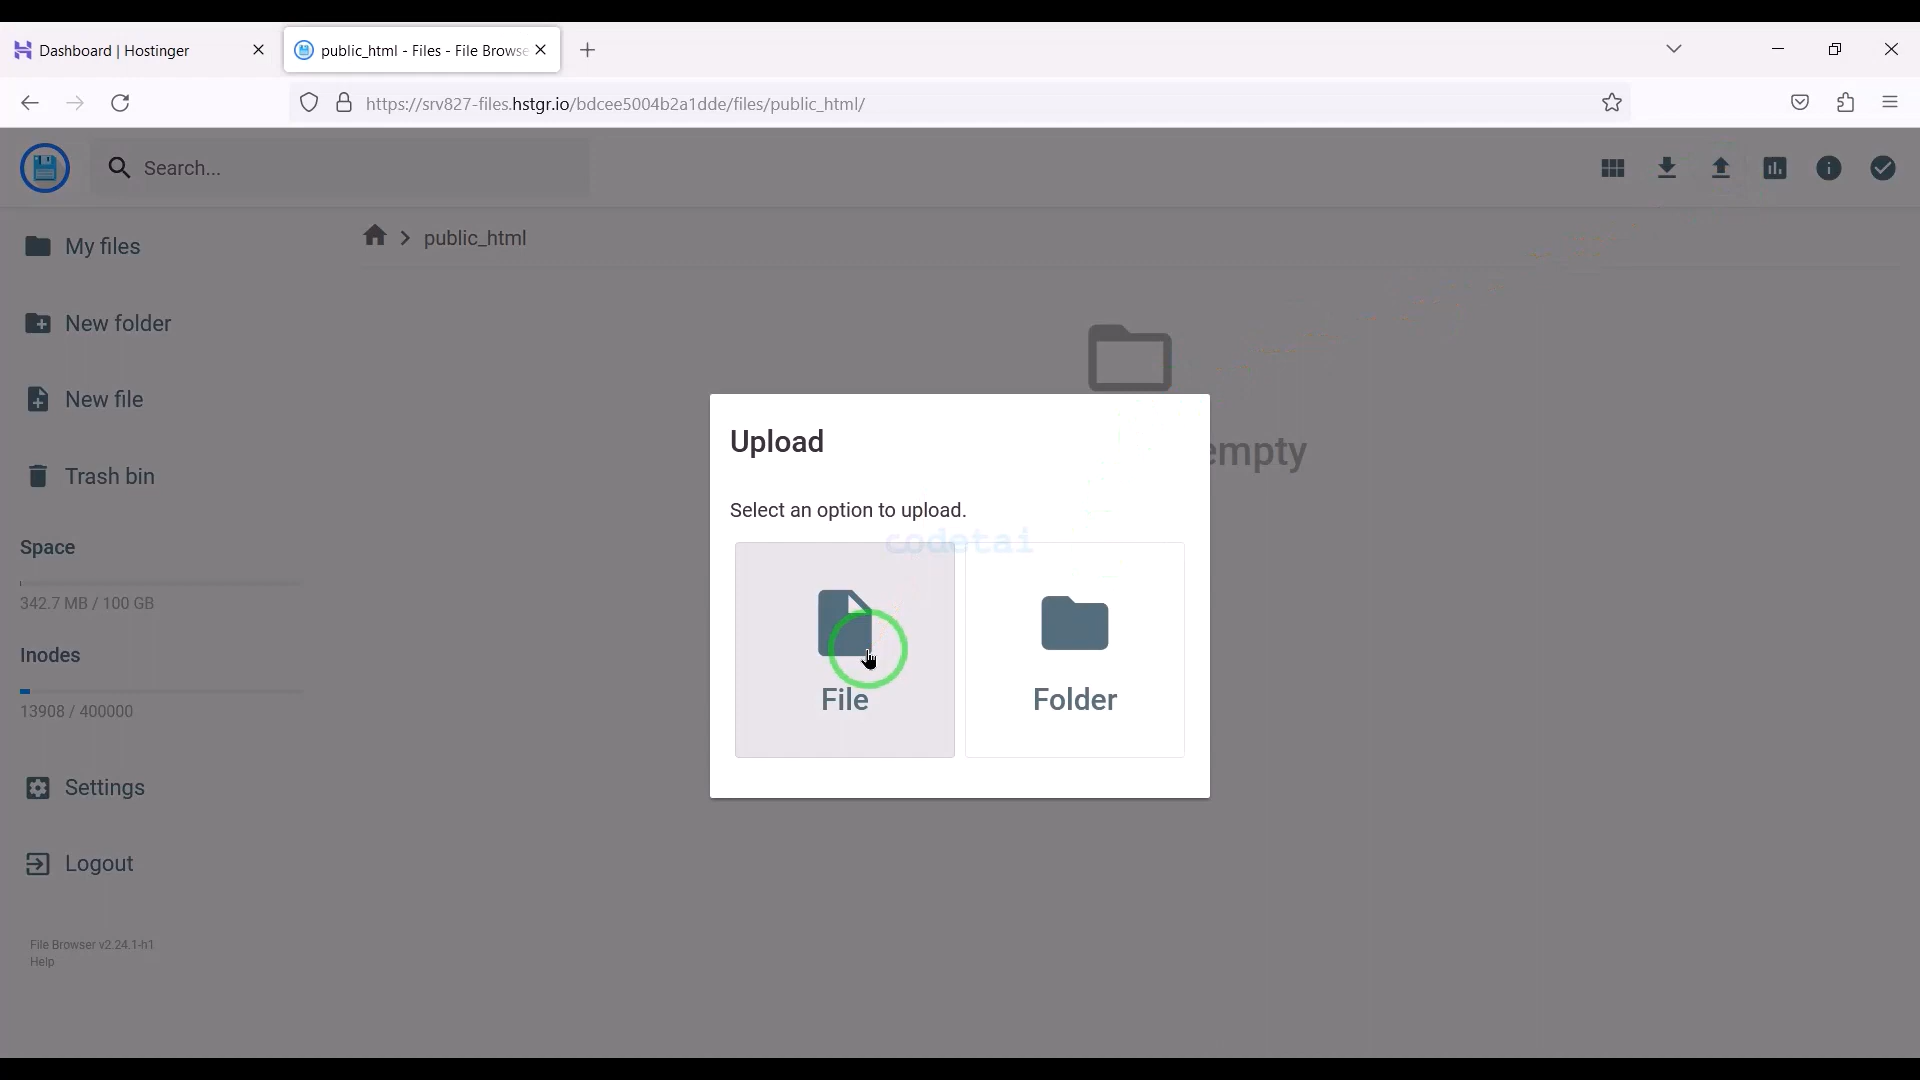 Dashboard | Hostinger
public_html - Files - File Browse
https://srv827-files.hstgr.io/bdcee5004b2a1dde/files/public_html/
Search...
My files
public_html
New folder
New file
empty
Upload
Trash bin
Select an option to upload.
codetai
Space
342.7 MB / 100 GB
File
Folder
Inodes
13908 / 400000
Settings
Logout
File Browser v2.24.1-h1
Help